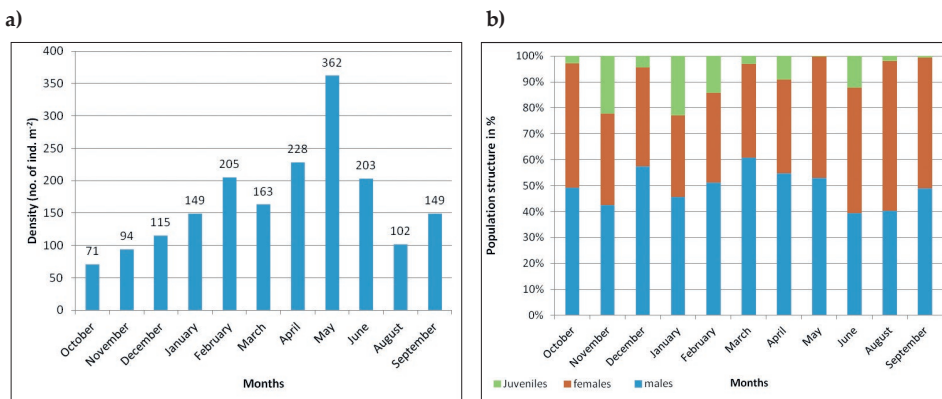 a)
400
350
300
250
200
150
100
50
0
Density (no. of ind. m⁻²)
71
94
115
149
205
163
228
362
203
102
149
October
November
December
January
February
March
April
May
June
August
September
Months
b)
100%
90%
80%
70%
60%
50%
40%
30%
20%
10%
0%
Population structure in %
October
November
December
January
February
March
April
May
June
August
September
Juveniles females males Months